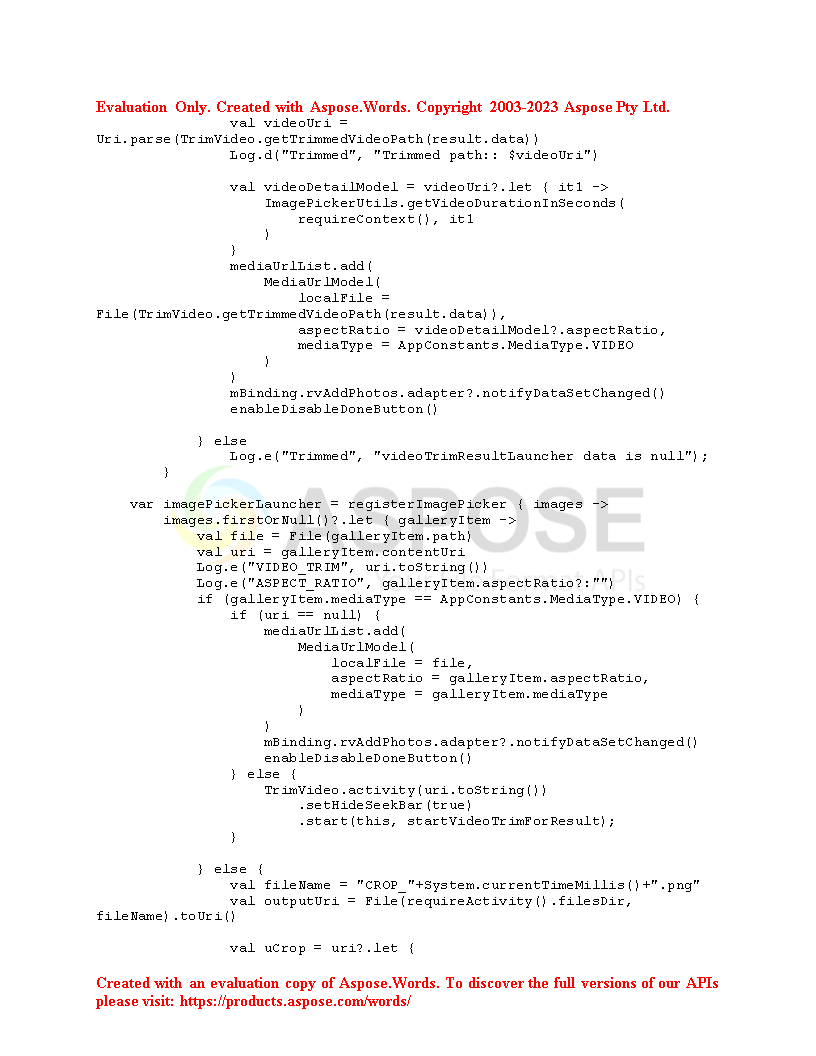 Evaluation Only. Created with Aspose.Words. Copyright 2003-2023 Aspose Pty Ltd.
                val videoUri =
Uri.parse(TrimVideo.getTrimmedVideoPath(result.data))
                Log.d("Trimmed", "Trimmed path:: $videoUri")

                val videoDetailModel = videoUri?.let { it1 ->
                    ImagePickerUtils.getVideoDurationInSeconds(
                        requireContext(), it1
                    )
                }
                mediaUrlList.add(
                    MediaUrlModel(
                        localFile =
File(TrimVideo.getTrimmedVideoPath(result.data)),
                        aspectRatio = videoDetailModel?.aspectRatio,
                        mediaType = AppConstants.MediaType.VIDEO
                    )
                )
                mBinding.rvAddPhotos.adapter?.notifyDataSetChanged()
                enableDisableDoneButton()

            } else
                Log.e("Trimmed", "videoTrimResultLauncher data is null");
        }

    var imagePickerLauncher = registerImagePicker { images ->
        images.firstOrNull()?.let { galleryItem ->
            val file = File(galleryItem.path)
            val uri = galleryItem.contentUri
            Log.e("VIDEO_TRIM", uri.toString())
            Log.e("ASPECT_RATIO", galleryItem.aspectRatio?:"")
            if (galleryItem.mediaType == AppConstants.MediaType.VIDEO) {
                if (uri == null) {
                    mediaUrlList.add(
                        MediaUrlModel(
                            localFile = file,
                            aspectRatio = galleryItem.aspectRatio,
                            mediaType = galleryItem.mediaType
                        )
                    )
                    mBinding.rvAddPhotos.adapter?.notifyDataSetChanged()
                    enableDisableDoneButton()
                } else {
                    TrimVideo.activity(uri.toString())
                        .setHideSeekBar(true)
                        .start(this, startVideoTrimForResult);
                }

            } else {
                val fileName = "CROP_"+System.currentTimeMillis()+".png"
                val outputUri = File(requireActivity().filesDir,
fileName).toUri()

                val uCrop = uri?.let {
ASPOSE
APIs
Created with an evaluation copy of Aspose.Words. To discover the full versions of our APIs
please visit: https://products.aspose.com/words/